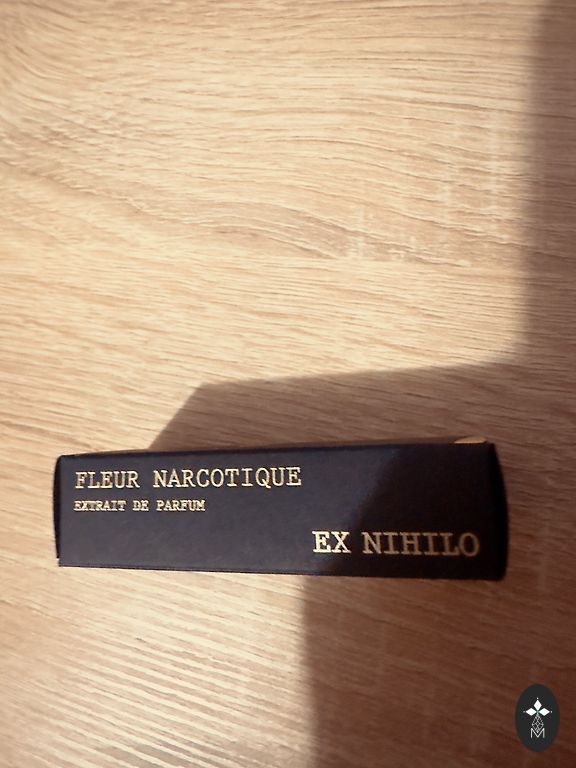 FLEUR NARCOTIQUE
EXTRAIT DE PARFUM
EX NIHILO
M